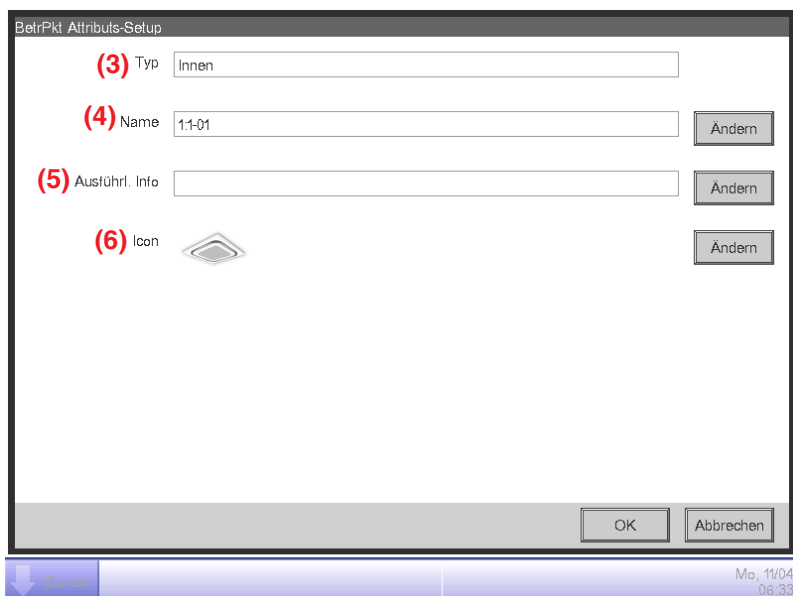 BetrPkt Attributs-Setup
(3) Typ Innen
(4) Name 1:1-01 Ändern
(5) Ausführl. Info Ändern
(6) Icon Ändern
OK Abbrechen
Zurück Mo, 11/04
06:33